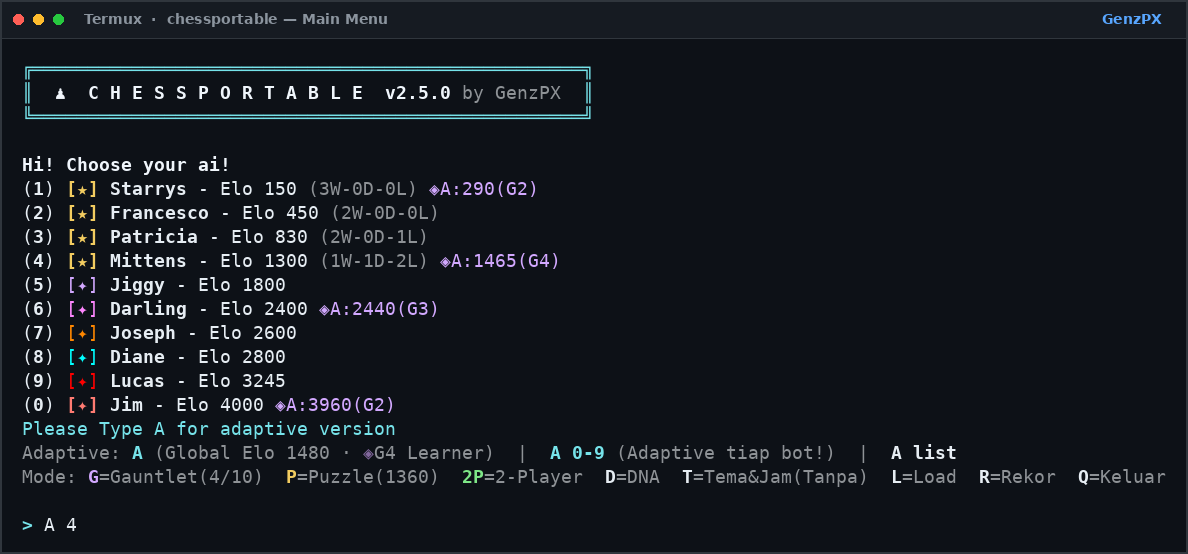 Termux · chessportable — Main Menu GenzPX
♟ C H E S S P O R T A B L E v2.5.0 by GenzPX
Hi! Choose your ai!
(1) [★] Starrys - Elo 150 (3W-0D-0L) ◈A:290(G2)
(2) [★] Francesco - Elo 450 (2W-0D-0L)
(3) [★] Patricia - Elo 830 (2W-0D-1L)
(4) [★] Mittens - Elo 1300 (1W-1D-2L) ◈A:1465(G4)
(5) [✦] Jiggy - Elo 1800
(6) [✦] Darling - Elo 2400 ◈A:2440(G3)
(7) [✦] Joseph - Elo 2600
(8) [✦] Diane - Elo 2800
(9) [✦] Lucas - Elo 3245
(0) [✦] Jim - Elo 4000 ◈A:3960(G2)
Please Type A for adaptive version
Adaptive: A (Global Elo 1480 · ◈G4 Learner) | A 0-9 (Adaptive tiap bot!) | A list
Mode: G=Gauntlet(4/10) P=Puzzle(1360) 2P=2-Player D=DNA T=Tema&Jam(Tanpa) L=Load R=Rekor Q=Keluar
> A 4